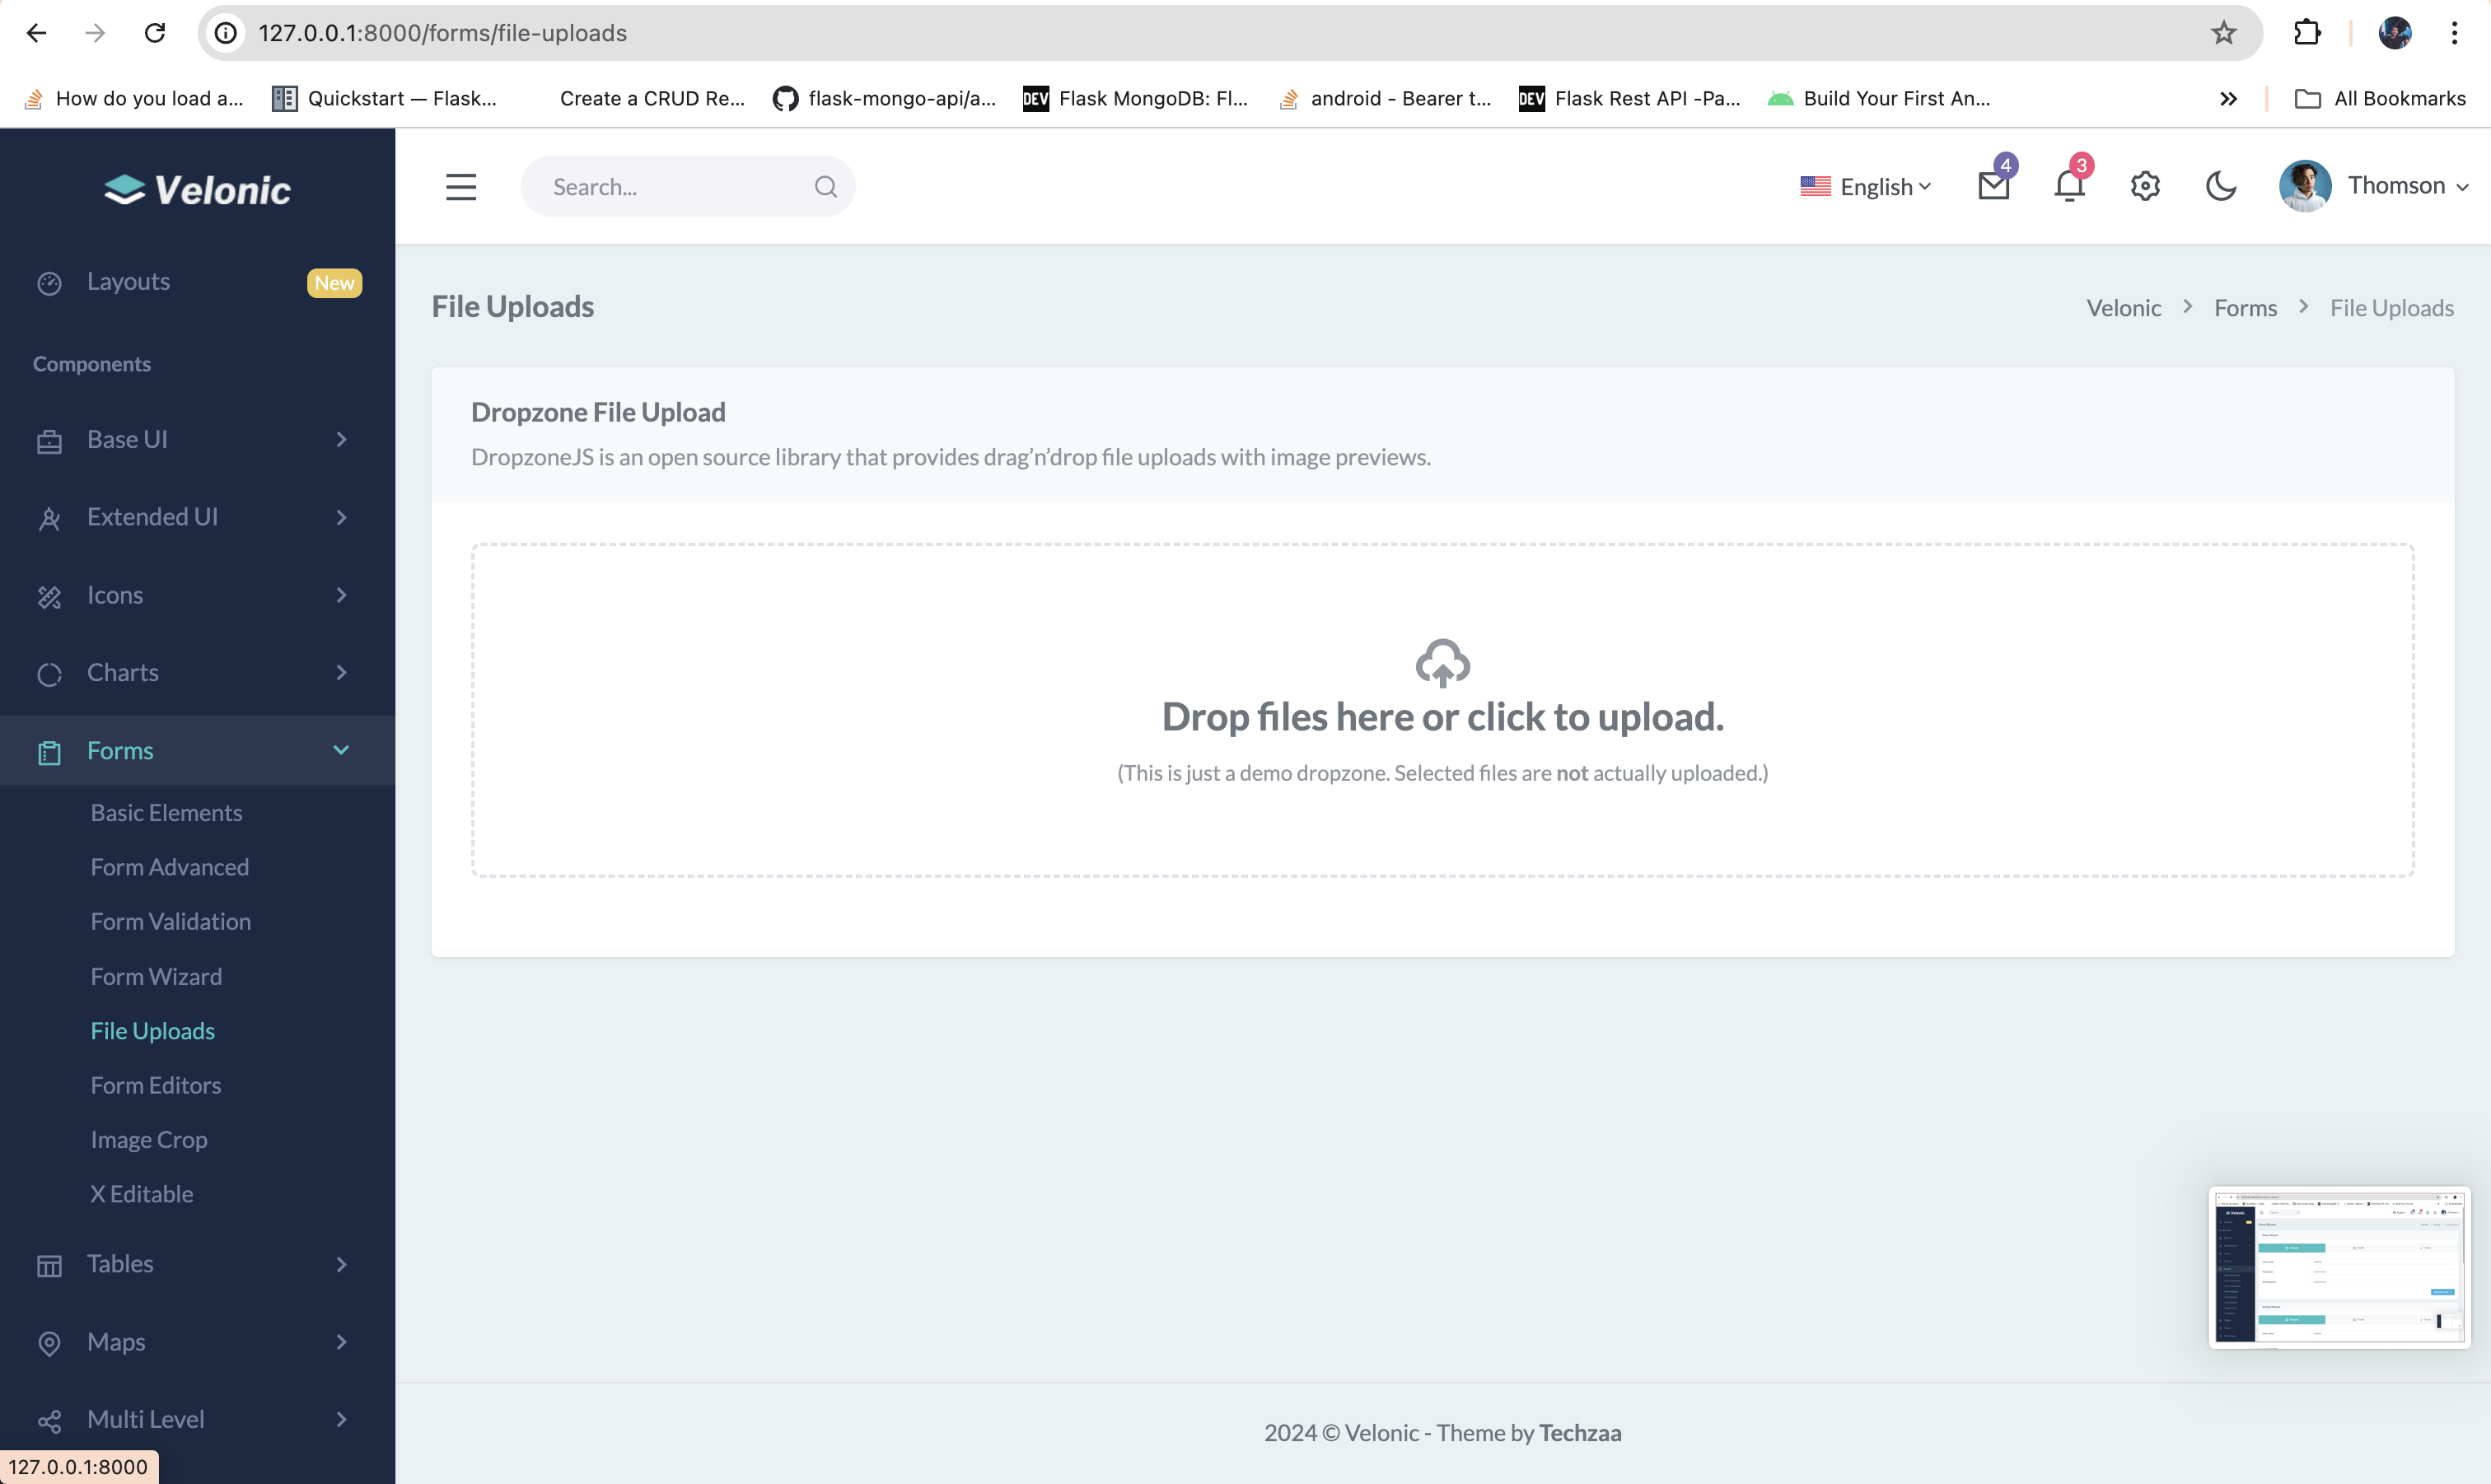 127.0.0.1:8000/forms/file-uploads
How do you load a...
Quickstart — Flask...
Create a CRUD Re...
flask-mongo-api/a...
DEV Flask MongoDB: Fl...
android - Bearer t...
DEV Flask Rest API -Pa...
Build Your First An...
All Bookmarks
Velonic
Search...
English
4
3
Thomson
Layouts
New
Components
Base UI
Extended UI
Icons
Charts
Forms
Basic Elements
Form Advanced
Form Validation
Form Wizard
File Uploads
Form Editors
Image Crop
X Editable
Tables
Maps
Multi Level
File Uploads
Velonic > Forms > File Uploads
Dropzone File Upload
DropzoneJS is an open source library that provides drag’n’drop file uploads with image previews.
Drop files here or click to upload.
(This is just a demo dropzone. Selected files are not actually uploaded.)
2024 © Velonic - Theme by Techzaa
127.0.0.1:8000